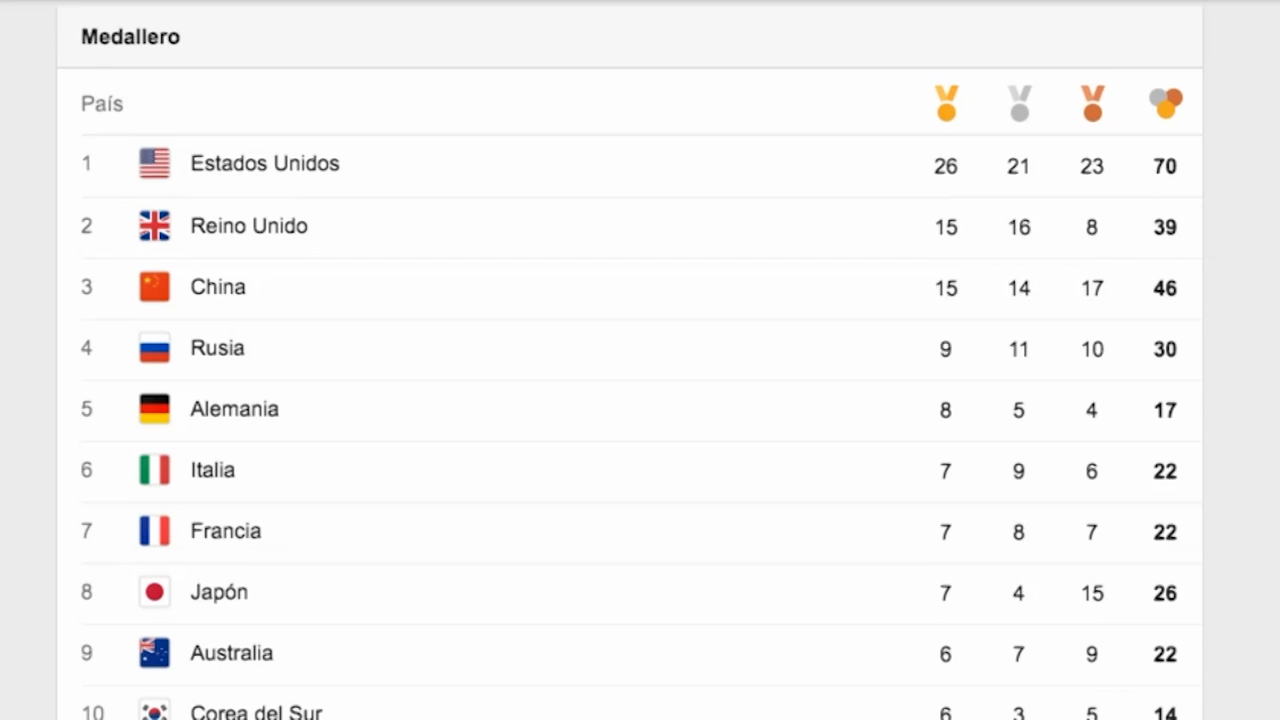 Medallero
País
1 Estados Unidos 26 21 23 70
2 Reino Unido 15 16 8 39
3 China 15 14 17 46
4 Rusia 9 11 10 30
5 Alemania 8 5 4 17
6 Italia 7 9 6 22
7 Francia 7 8 7 22
8 Japón 7 4 15 26
9 Australia 6 7 9 22
10 Corea del Sur 6 3 5 14